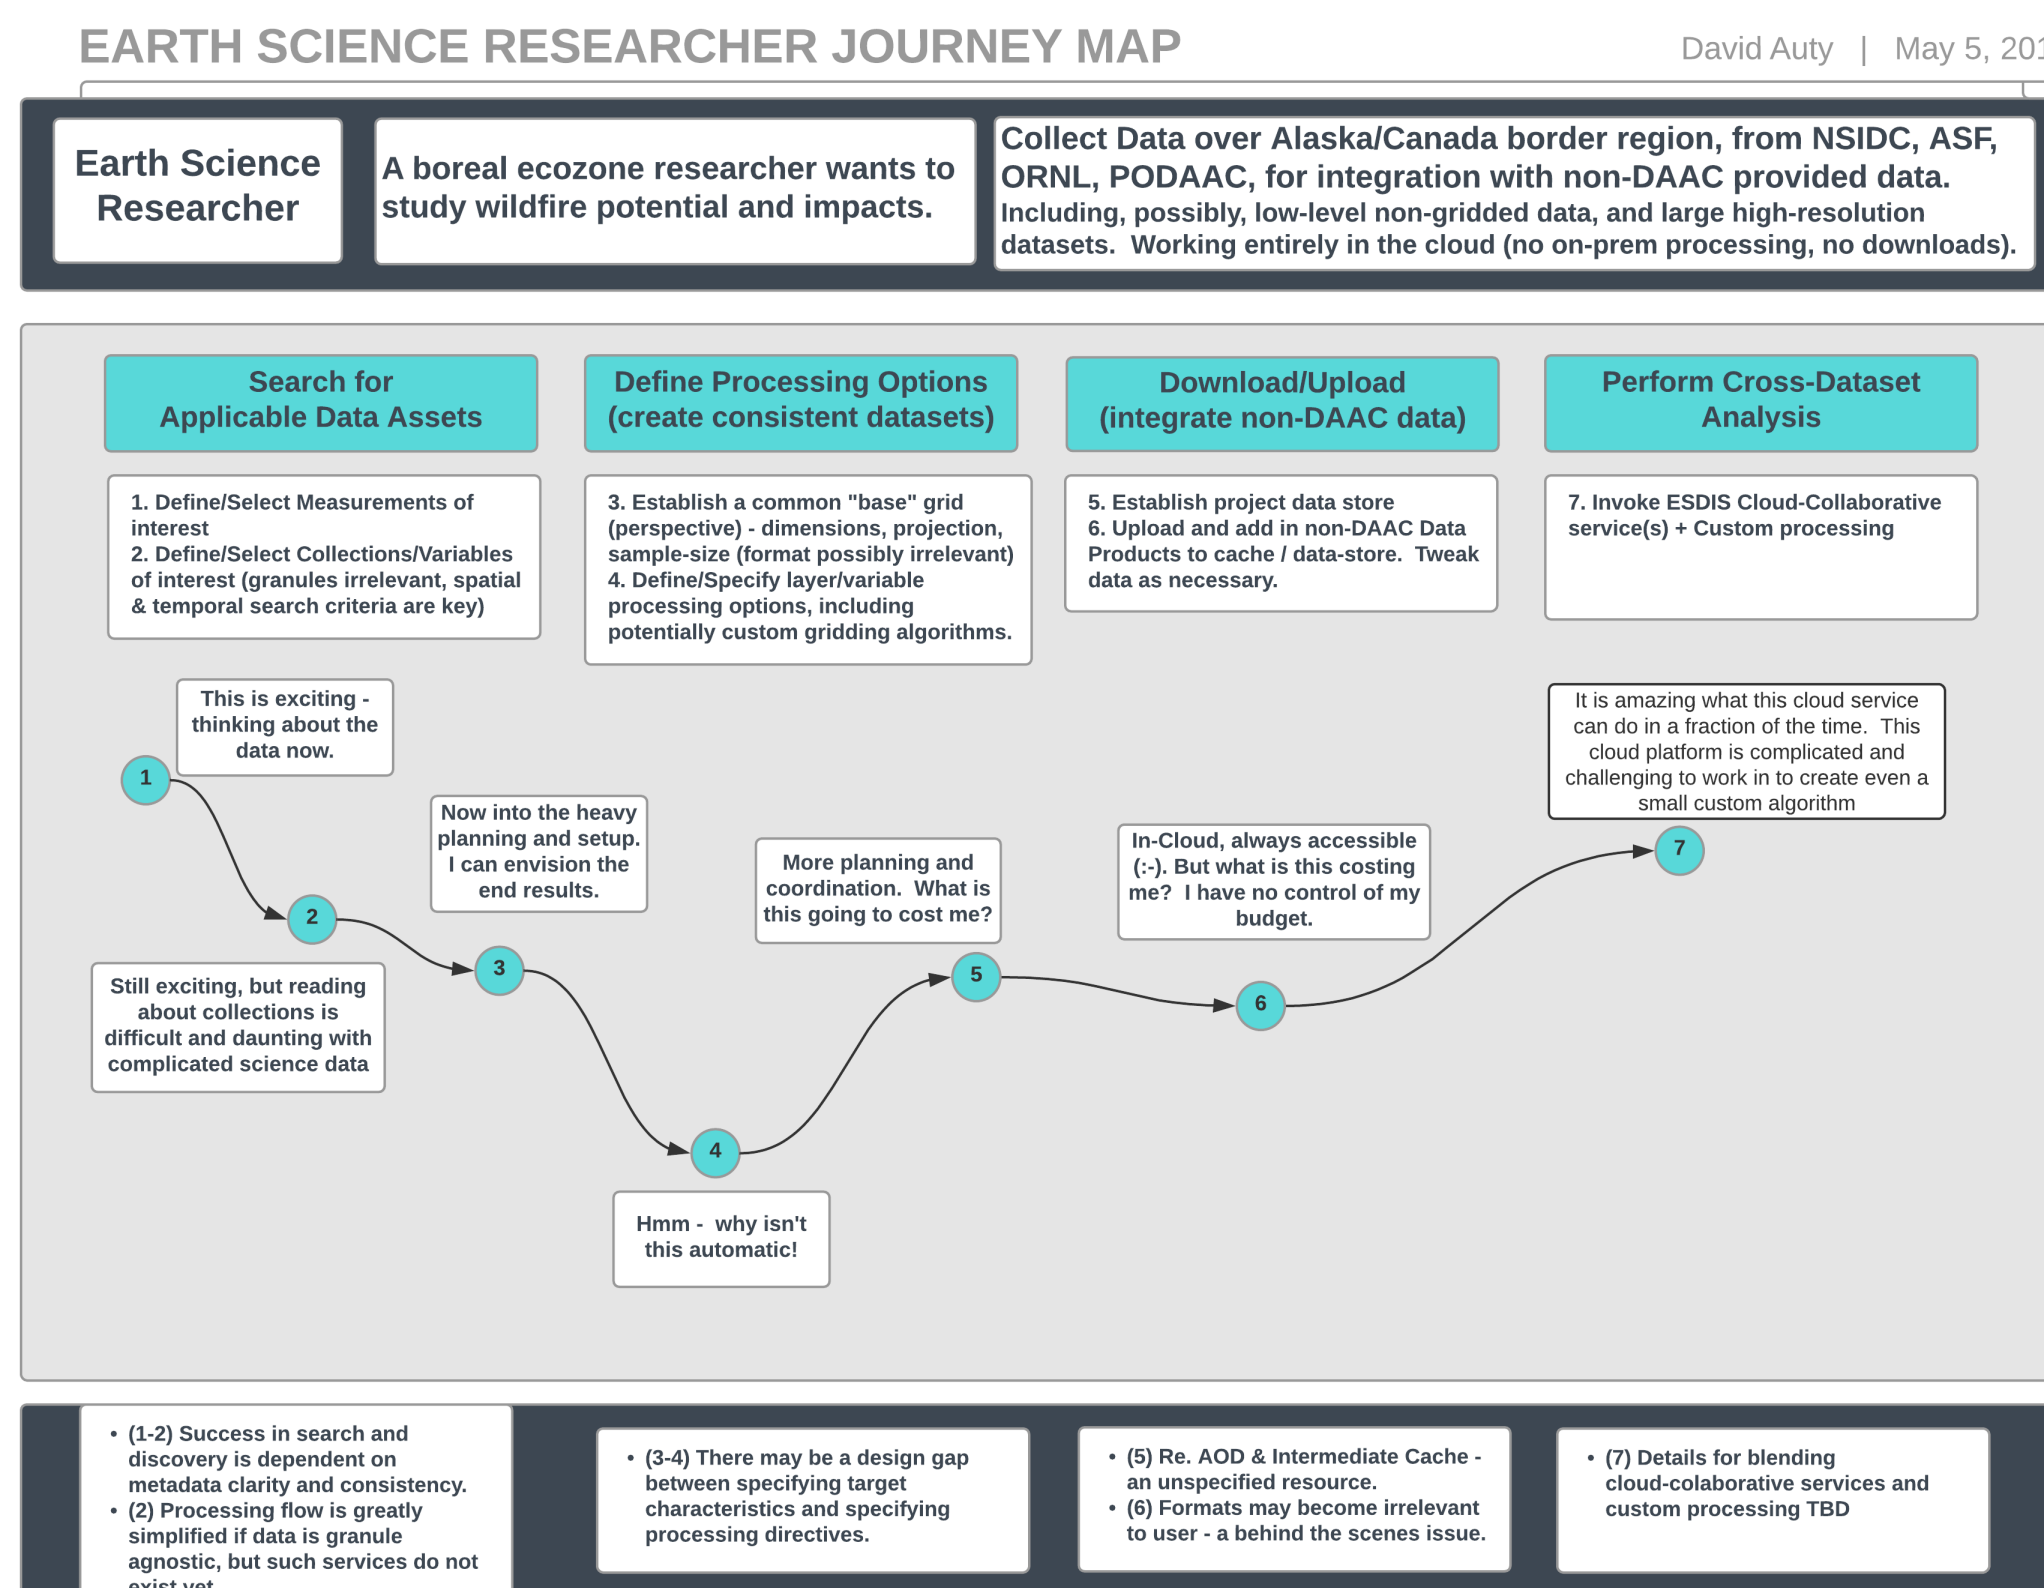 EARTH SCIENCE RESEARCHER JOURNEY MAP
David Auty | May 5, 201
Earth Science
Researcher
A boreal ecozone researcher wants to
study wildfire potential and impacts.
Collect Data over Alaska/Canada border region, from NSIDC, ASF,
ORNL, PODAAC, for integration with non-DAAC provided data.
Including, possibly, low-level non-gridded data, and large high-resolution
datasets. Working entirely in the cloud (no on-prem processing, no downloads).
Search for
Applicable Data Assets
Define Processing Options
(create consistent datasets)
Download/Upload
(integrate non-DAAC data)
Perform Cross-Dataset
Analysis
1. Define/Select Measurements of
interest
2. Define/Select Collections/Variables
of interest (granules irrelevant, spatial
& temporal search criteria are key)
3. Establish a common "base" grid
(perspective) - dimensions, projection,
sample-size (format possibly irrelevant)
4. Define/Specify layer/variable
processing options, including
potentially custom gridding algorithms.
5. Establish project data store
6. Upload and add in non-DAAC Data
Products to cache / data-store. Tweak
data as necessary.
7. Invoke ESDIS Cloud-Collaborative
service(s) + Custom processing
This is exciting -
thinking about the
data now.
1
2
Still exciting, but reading
about collections is
difficult and daunting with
complicated science data
Now into the heavy
planning and setup.
I can envision the
end results.
3
4
Hmm - why isn't
this automatic!
More planning and
coordination. What is
this going to cost me?
5
In-Cloud, always accessible
(:-). But what is this costing
me? I have no control of my
budget.
6
It is amazing what this cloud service
can do in a fraction of the time. This
cloud platform is complicated and
challenging to work in to create even a
small custom algorithm
7
• (1-2) Success in search and
discovery is dependent on
metadata clarity and consistency.
• (2) Processing flow is greatly
simplified if data is granule
agnostic, but such services do not
exist yet
• (3-4) There may be a design gap
between specifying target
characteristics and specifying
processing directives.
• (5) Re. AOD & Intermediate Cache -
an unspecified resource.
• (6) Formats may become irrelevant
to user - a behind the scenes issue.
• (7) Details for blending
cloud-colaborative services and
custom processing TBD